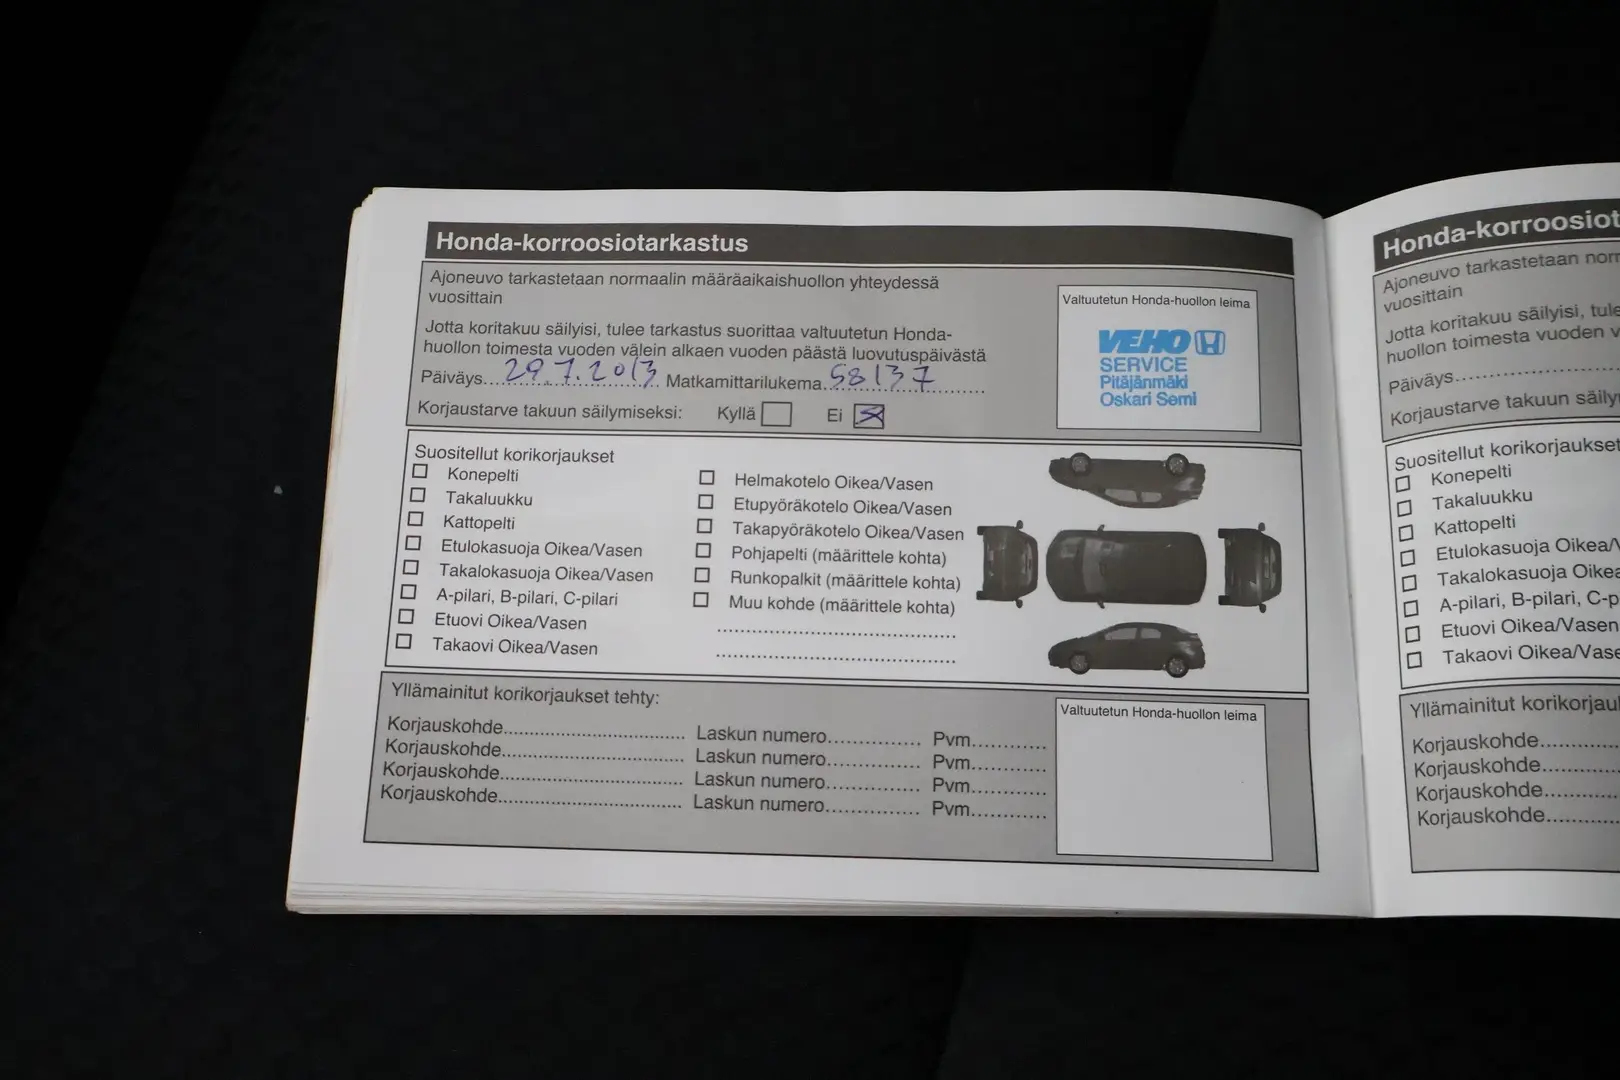 Honda-korroosiotarkastus
Ajoneuvo tarkastetaan normaalin määräaikaishuollon yhteydessä
vuosittain
Jotta koritakuu säilyisi, tulee tarkastus suorittaa valtuutetun Honda-
huollon toimesta vuoden välein alkaen vuoden päästä luovutuspäivästä
Päiväys 29.7.2013 Matkamittarilukema 58137
Korjaustarve takuun säilymiseksi: Kyllä Ei
Valtuutetun Honda-huollon leima
VEHO
SERVICE
Pitäjänmäki
Oskari Semi
Suositellut korikorjaukset
Konepelti
Takaluukku
Kattopelti
Etulokasuoja Oikea/Vasen
Takalokasuoja Oikea/Vasen
A-pilari, B-pilari, C-pilari
Etuovi Oikea/Vasen
Takaovi Oikea/Vasen
Helmakotelo Oikea/Vasen
Etupyöräkotelo Oikea/Vasen
Takapyöräkotelo Oikea/Vasen
Pohjapelti (määrittele kohta)
Runkopalkit (määrittele kohta)
Muu kohde (määrittele kohta)
Yllämainitut korikorjaukset tehty:
Korjauskohde Laskun numero Pvm.
Korjauskohde Laskun numero Pvm.
Korjauskohde Laskun numero Pvm.
Korjauskohde Laskun numero Pvm.
Valtuutetun Honda-huollon leima
Honda-korroosiot
Ajoneuvo tarkastetaan norr
vuosittain
Jotta koritakuu säilyisi, tule
huollon toimesta vuoden v
Päiväys
Korjaustarve takuun säily
Suositellut korikorjaukset
Konepelti
Takaluukku
Kattopelti
Etulokasuoja Oikea/V
Takalokasuoja Oikea
A-pilari, B-pilari, C-p
Etuovi Oikea/Vasen
Takaovi Oikea/Vase
Yllämainitut korikorjau
Korjauskohde
Korjauskohde
Korjauskohde
Korjauskohde